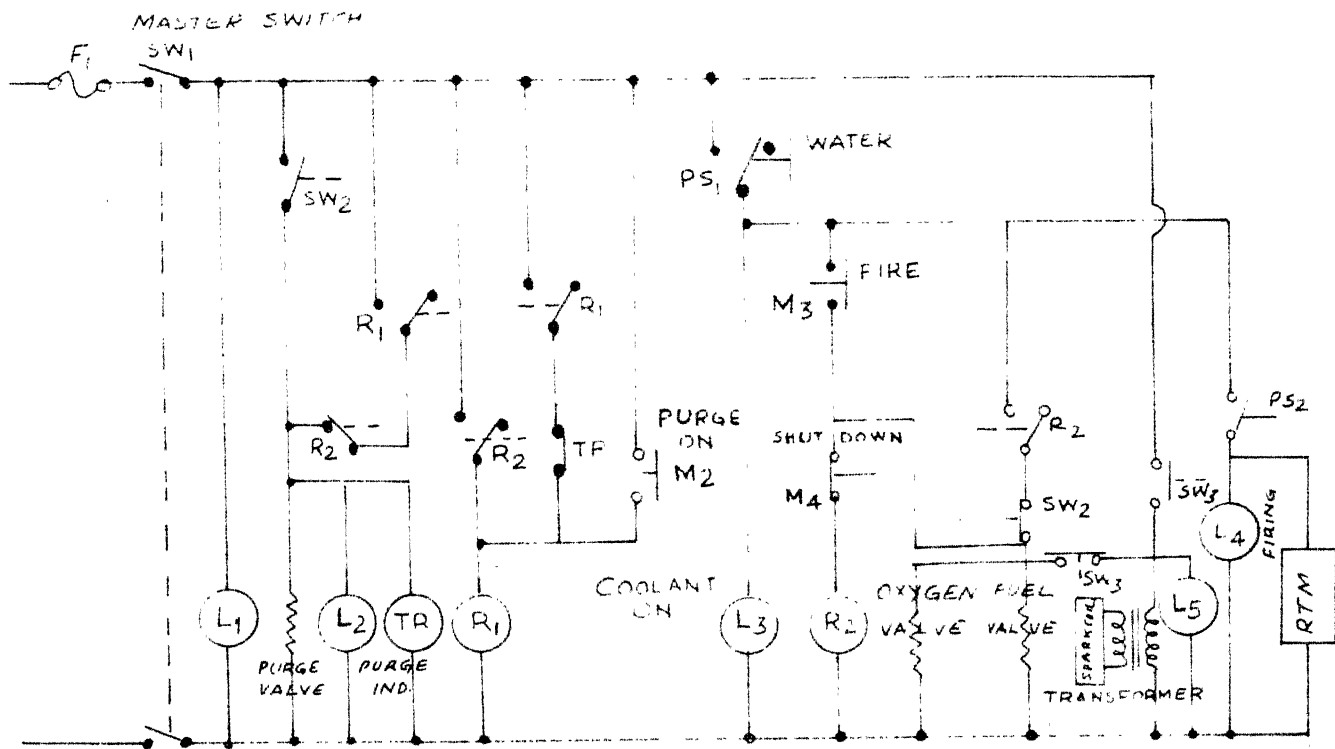 MASTER SWITCH
SW1
F1
WATER
PS1
SW2
FIRE
M3
R1
R1
PS2
PURGE
ON
M2
R2
R2
TR
SHUT DOWN
M4
R2
SW2
SW3
L4
FIRING
COOLANT
ON
SW3
OXYGEN FUEL
VALVE VALVE
L1
L2
TR
R1
L3
R2
L5
RTM
SPARKFOR
PURGE
VALVE
PURGE
IND.
TRANSFORMER